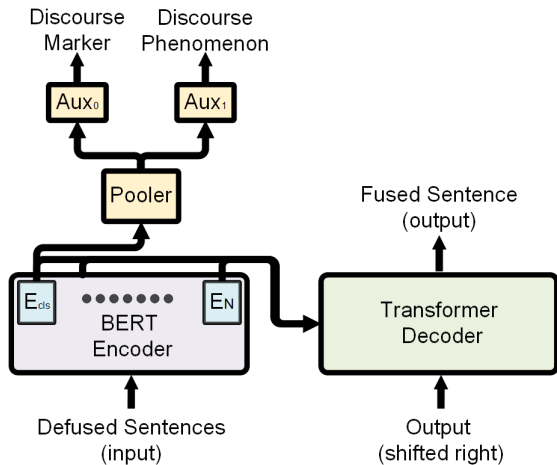 Discourse
Marker
Discourse
Phenomenon
Aux0
Aux1
Pooler
Fused Sentence
(output)
Ecls
EN
BERT
Encoder
Transformer
Decoder
Defused Sentences
(input)
Output
(shifted right)